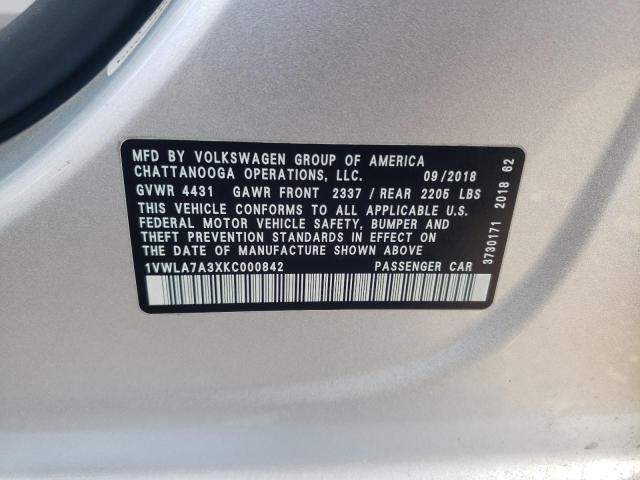 MFD BY VOLKSWAGEN GROUP OF AMERICA
CHATTANOOGA OPERATIONS, LLC. 09/2018
GVWR 4431 GAWR FRONT 2337 / REAR 2205 LBS
THIS VEHICLE CONFORMS TO ALL APPLICABLE U.S.
FEDERAL MOTOR VEHICLE SAFETY, BUMPER AND
THEFT PREVENTION STANDARDS IN EFFECT ON
THE DATE OF MANUFACTURE SHOWN ABOVE
1VWLA7A3XKC000842 PASSENGER CAR
3730171 2018 62